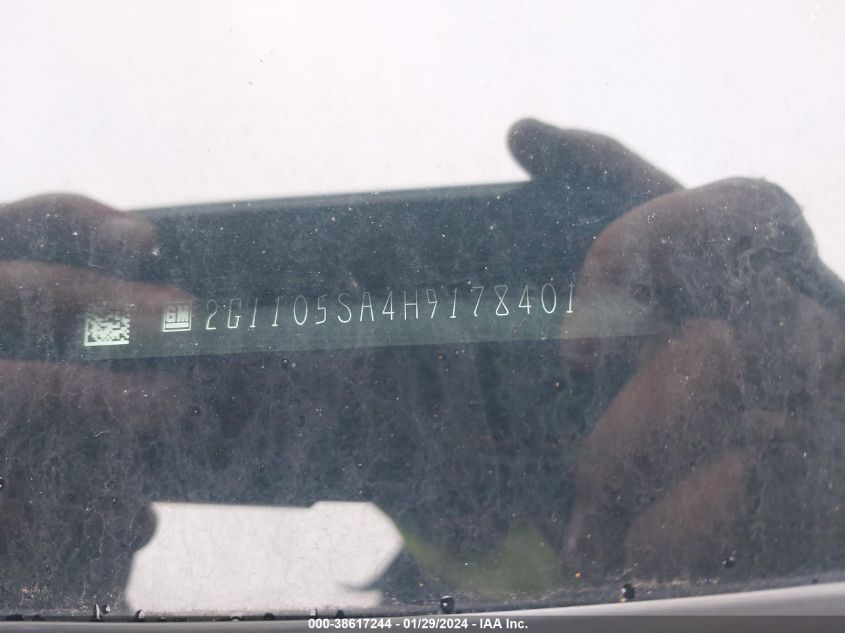 GM 2G1105SA4H9178401
000-38617244 - 01/29/2024 - IAA Inc.